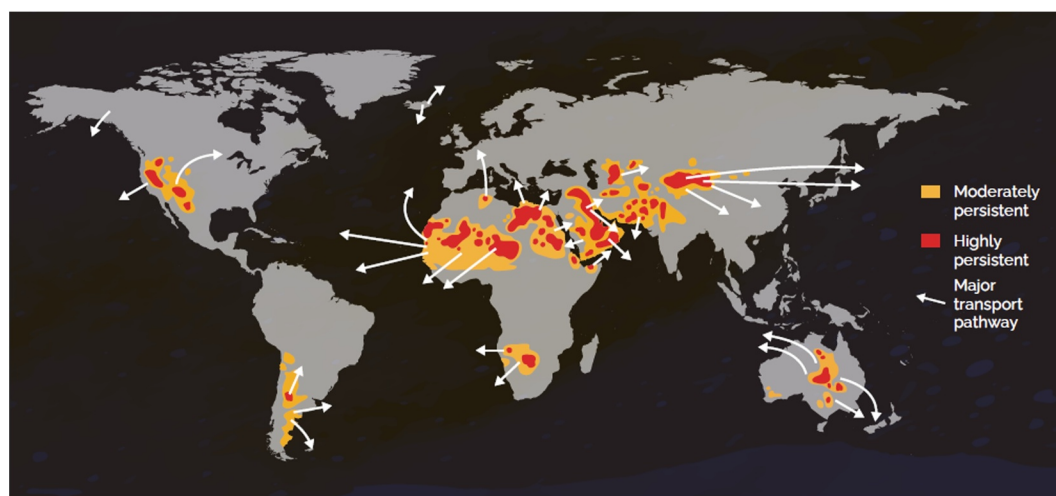 Moderately
persistent
Highly
persistent
Major
transport
pathway